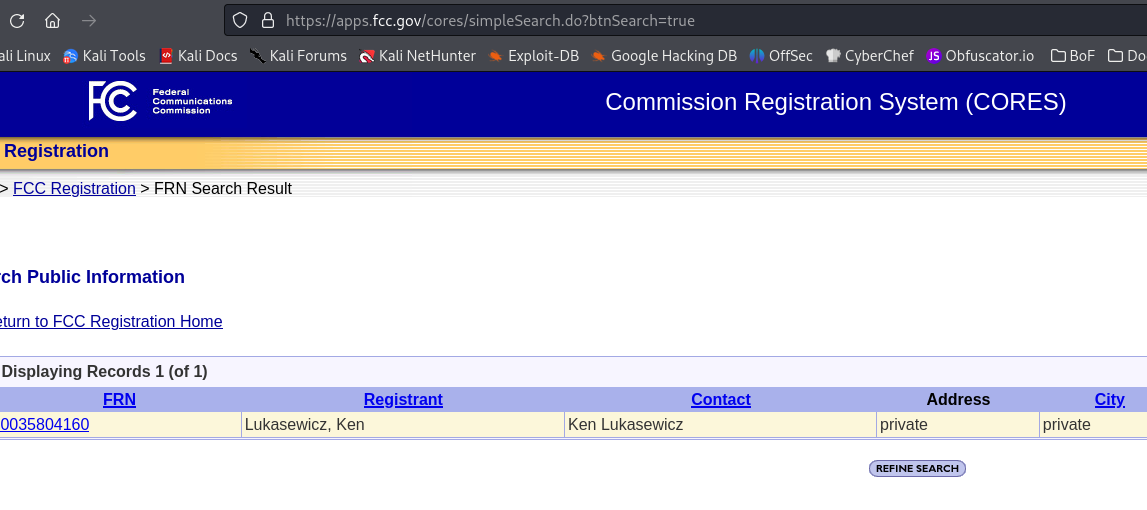 https://apps.fcc.gov/cores/simpleSearch.do?btnSearch=true
ali Linux Kali Tools Kali Docs Kali Forums Kali NetHunter Exploit-DB Google Hacking DB OffSec CyberChef JS Obfuscator.io BoF Do
FCC Federal
Communications
Commission
Commission Registration System (CORES)
Registration
> FCC Registration > FRN Search Result
rch Public Information
eturn to FCC Registration Home
Displaying Records 1 (of 1)
FRN Registrant Contact Address City
0035804160 Lukasewicz, Ken Ken Lukasewicz private private
REFINE SEARCH